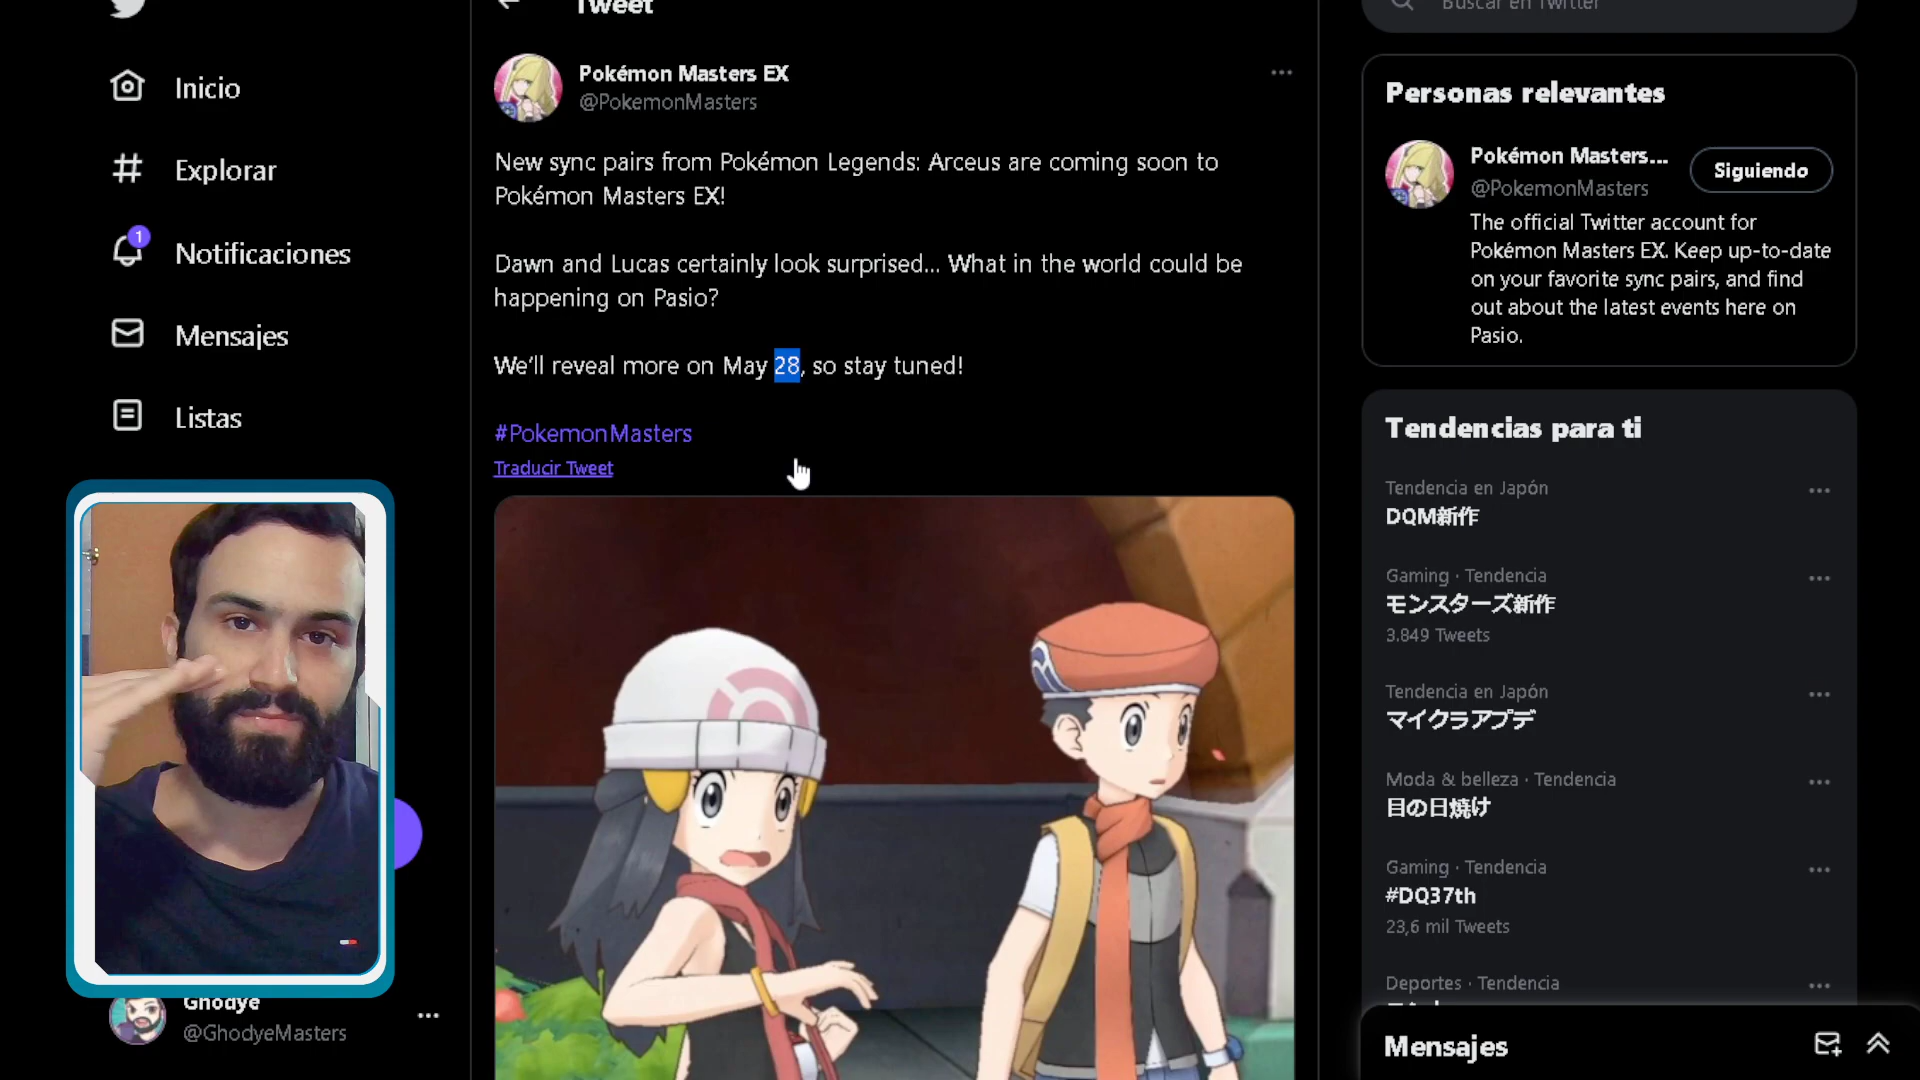 Tweet
Buscar en Twitter
Inicio
Explorar
1
Notificaciones
Mensajes
Listas
Ghodye
@GhodyeMasters
Pokémon Masters EX
@PokemonMasters
New sync pairs from Pokémon Legends: Arceus are coming soon to
Pokémon Masters EX!
Dawn and Lucas certainly look surprised... What in the world could be
happening on Pasio?
We'll reveal more on May 28, so stay tuned!
#PokemonMasters
Traducir Tweet
Personas relevantes
Pokémon Masters...
@PokemonMasters
Siguiendo
The official Twitter account for
Pokémon Masters EX. Keep up-to-date
on your favorite sync pairs, and find
out about the latest events here on
Pasio.
Tendencias para ti
Tendencia en Japón
DQM新作
Gaming · Tendencia
モンスターズ新作
3.849 Tweets
Tendencia en Japón
マイクラアプデ
Moda & belleza · Tendencia
目の日焼け
Gaming · Tendencia
#DQ37th
23,6 mil Tweets
Deportes · Tendencia
Mensajes